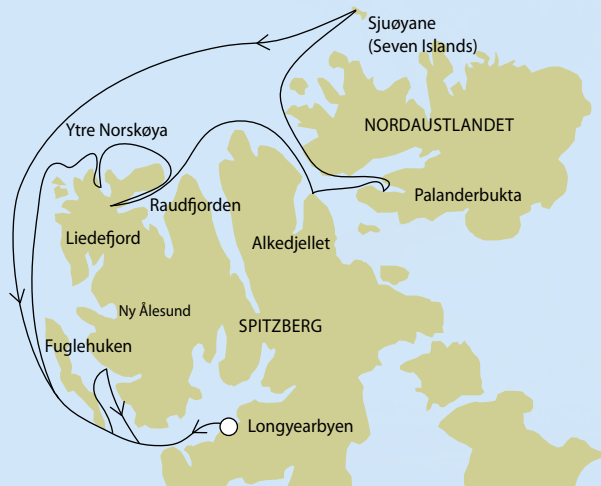 Sjuøyane
(Seven Islands)
NORDAUSTLANDET
Ytre Norskøya
Palanderbukta
Raudfjorden
Liedefjord
Alkedjellet
Ny Ålesund
SPITZBERG
Fuglehuken
Longyearbyen